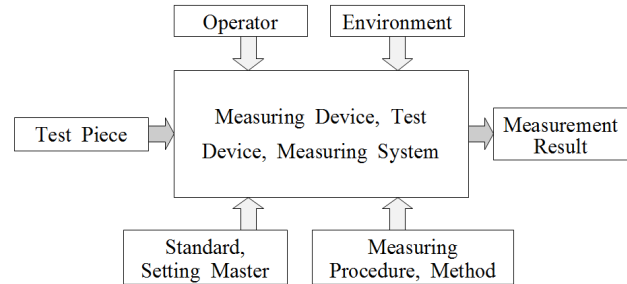 Operator
Environment
Test Piece
Measuring Device, Test
Device, Measuring System
Measurement
Result
Standard,
Setting Master
Measuring
Procedure, Method